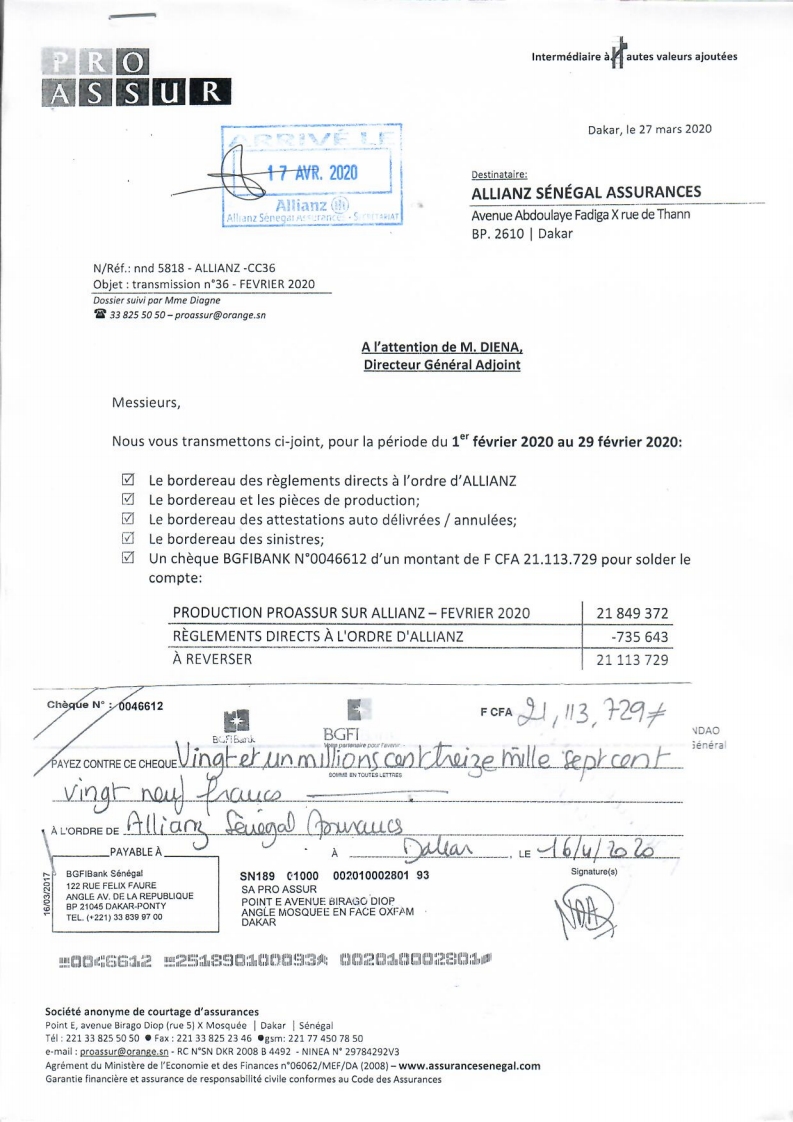 PRO
ASSUR
Intermédiaire à Hautes valeurs ajoutées
Dakar, le 27 mars 2020
ARRIVÉ LE
17 AVR. 2020
Allianz
Allianz Sénégal Assurances - SECRETARIAT
Destinataire:
ALLIANZ SÉNÉGAL ASSURANCES
Avenue Abdoulaye Fadiga X rue de Thann
BP. 2610 | Dakar
N/Réf.: nnd 5818 - ALLIANZ -CC36
Objet : transmission n°36 - FEVRIER 2020
Dossier suivi par Mme Diagne
☎ 33 825 50 50 – proassur@orange.sn
A l'attention de M. DIENA,
Directeur Général Adjoint
Messieurs,
Nous vous transmettons ci-joint, pour la période du 1er février 2020 au 29 février 2020:
☑ Le bordereau des règlements directs à l'ordre d'ALLIANZ
☑ Le bordereau et les pièces de production;
☑ Le bordereau des attestations auto délivrées / annulées;
☑ Le bordereau des sinistres;
☑ Un chèque BGFIBANK N°0046612 d'un montant de F CFA 21.113.729 pour solder le
compte:
PRODUCTION PROASSUR SUR ALLIANZ – FEVRIER 2020 21 849 372
RÈGLEMENTS DIRECTS À L'ORDRE D'ALLIANZ -735 643
À REVERSER 21 113 729
Chèque N° : 0046612
BGFIBank
BGFI
Votre partenaire pour l'avenir
F CFA 21,113,729#
NDAO
Général
PAYEZ CONTRE CE CHEQUE Vingt et un millions cent treize mille sept cent
SOMME EN TOUTES LETTRES
vingt neuf francs
À L'ORDRE DE Allianz Sénégal Assurances
PAYABLE À
À Dakar, LE 16/4/2020
16/03/2017
BGFIBank Sénégal
122 RUE FELIX FAURE
ANGLE AV. DE LA REPUBLIQUE
BP 21045 DAKAR-PONTY
TEL. (+221) 33 839 97 00
SN189 01000 002010002801 93
SA PRO ASSUR
POINT E AVENUE BIRAGO DIOP
ANGLE MOSQUEE EN FACE OXFAM
DAKAR
Signature(s)
0046612 251890100093 002010002801
Société anonyme de courtage d'assurances
Point E, avenue Birago Diop (rue 5) X Mosquée | Dakar | Sénégal
Tél : 221 33 825 50 50 ● Fax : 221 33 825 23 46 ●gsm: 221 77 450 78 50
e-mail : proassur@orange.sn - RC N°SN DKR 2008 B 4492 - NINEA N° 29784292V3
Agrément du Ministère de l'Economie et des Finances n°06062/MEF/DA (2008) – www.assurancesenegal.com
Garantie financière et assurance de responsabilité civile conformes au Code des Assurances